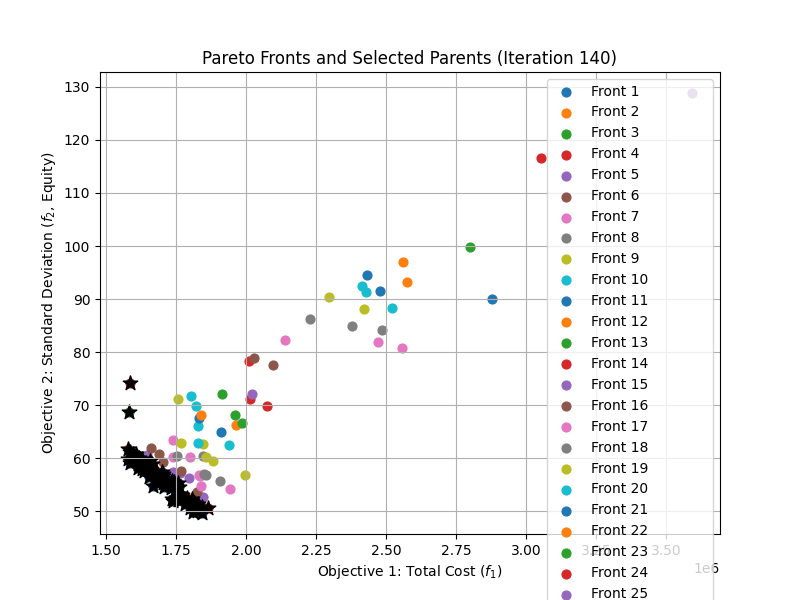 Pareto Fronts and Selected Parents (Iteration 140)
Objective 2: Standard Deviation (f₂, Equity)
130
120
110
100
90
80
70
60
50
1.50
1.75
2.00
2.25
2.50
2.75
3.00
3.25
3.50
Objective 1: Total Cost (f₁)
1e6
Front 1
Front 2
Front 3
Front 4
Front 5
Front 6
Front 7
Front 8
Front 9
Front 10
Front 11
Front 12
Front 13
Front 14
Front 15
Front 16
Front 17
Front 18
Front 19
Front 20
Front 21
Front 22
Front 23
Front 24
Front 25